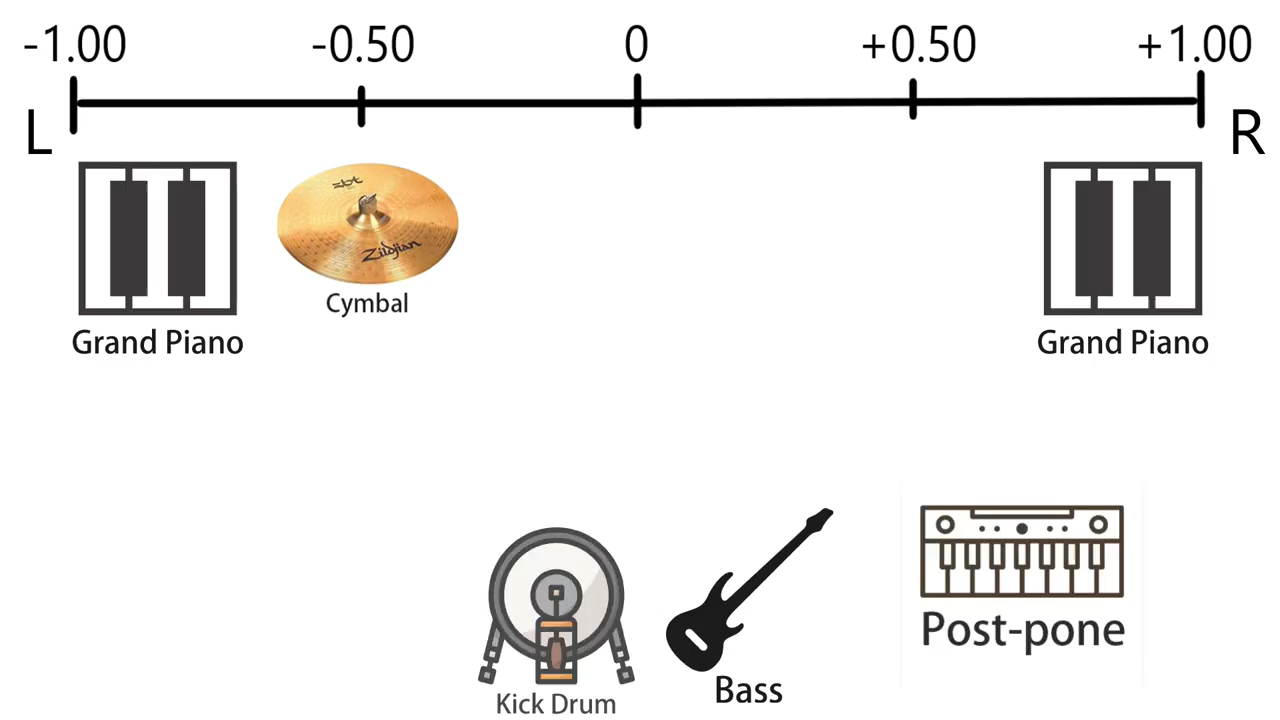 -1.00 -0.50 0 +0.50 +1.00
L R
zbt
Zildjian
Cymbal
Grand Piano Grand Piano
Post-pone
Bass
Kick Drum